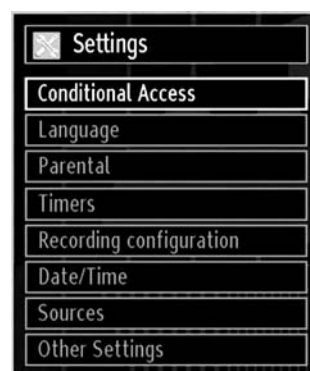 Settings
Conditional Access
Language
Parental
Timers
Recording configuration
Date/Time
Sources
Other Settings